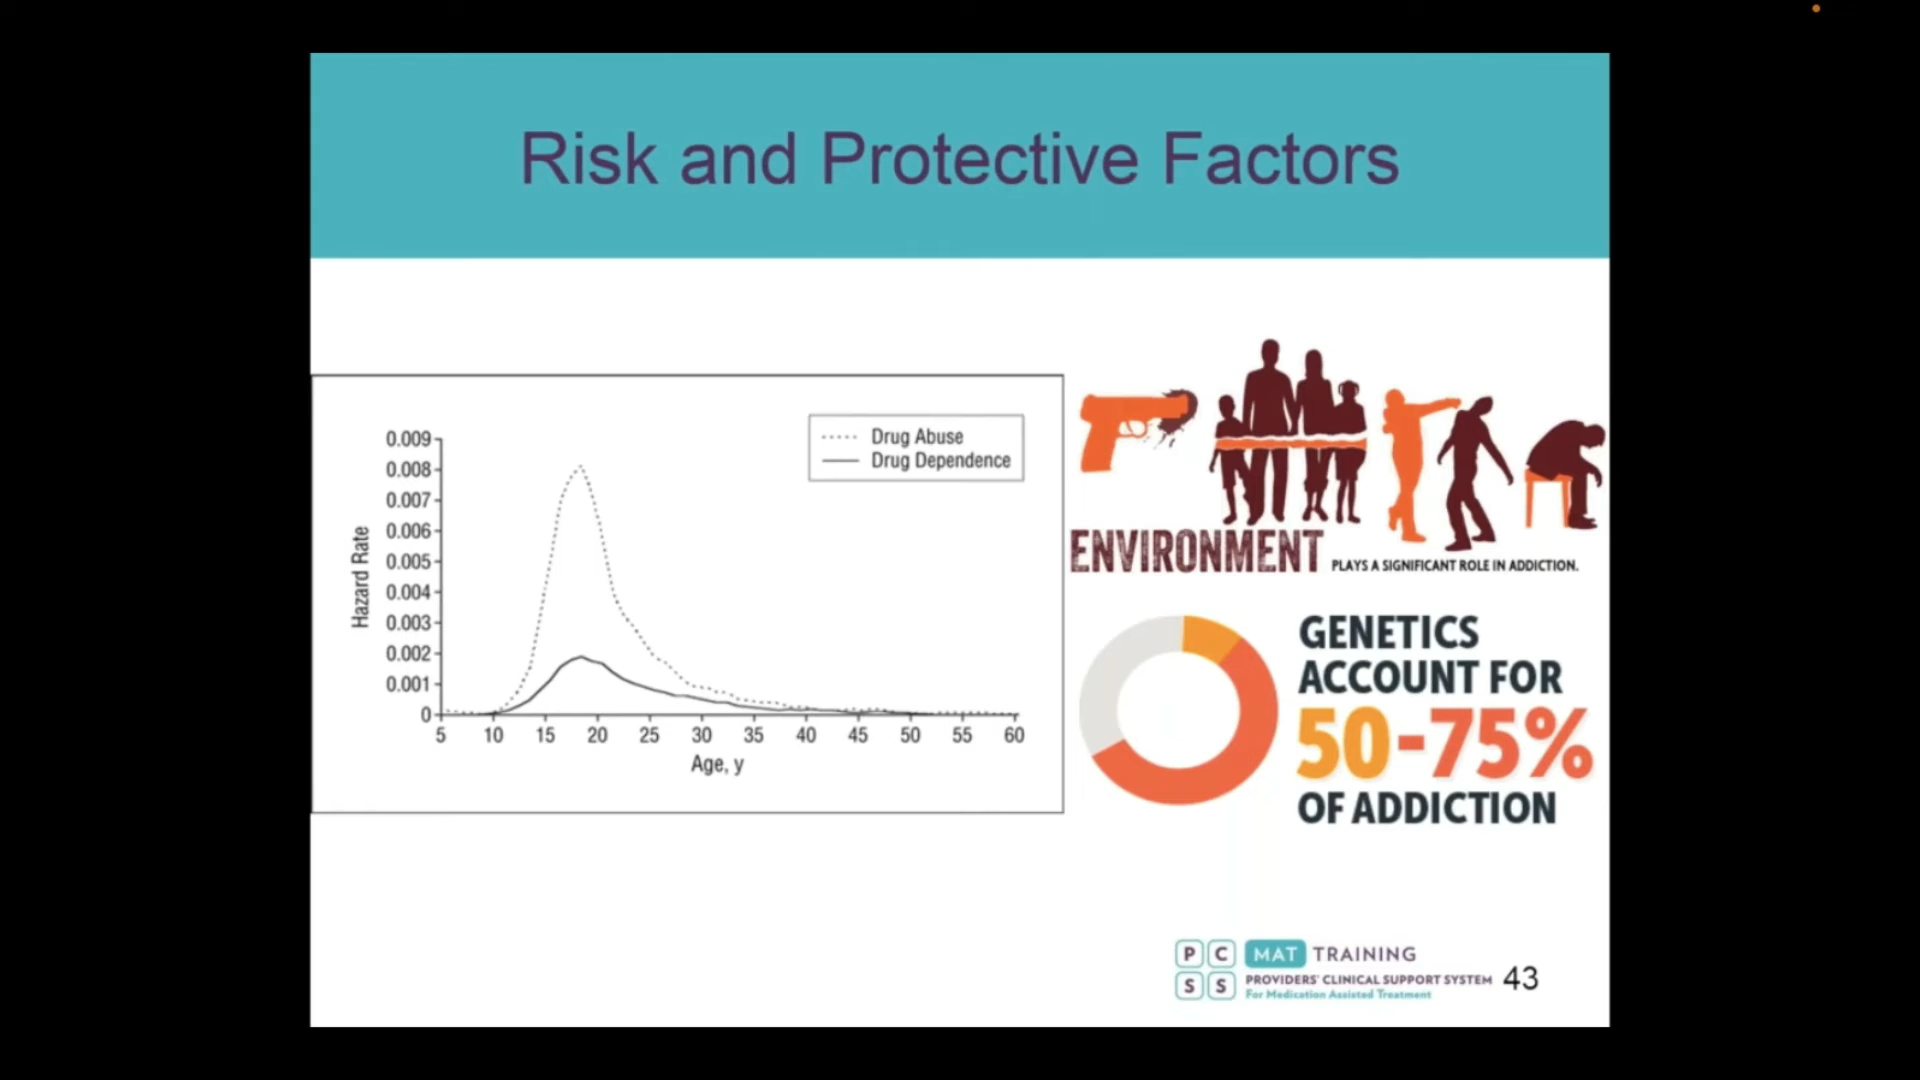 Risk and Protective Factors
Drug Abuse
Drug Dependence
0.009
0.008
0.007
0.006
0.005
0.004
0.003
0.002
0.001
0
Hazard Rate
5 10 15 20 25 30 35 40 45 50 55 60
Age, y
ENVIRONMENT PLAYS A SIGNIFICANT ROLE IN ADDICTION.
GENETICS
ACCOUNT FOR
50-75%
OF ADDICTION
P C MAT TRAINING
S S PROVIDERS' CLINICAL SUPPORT SYSTEM
For Medication Assisted Treatment
43